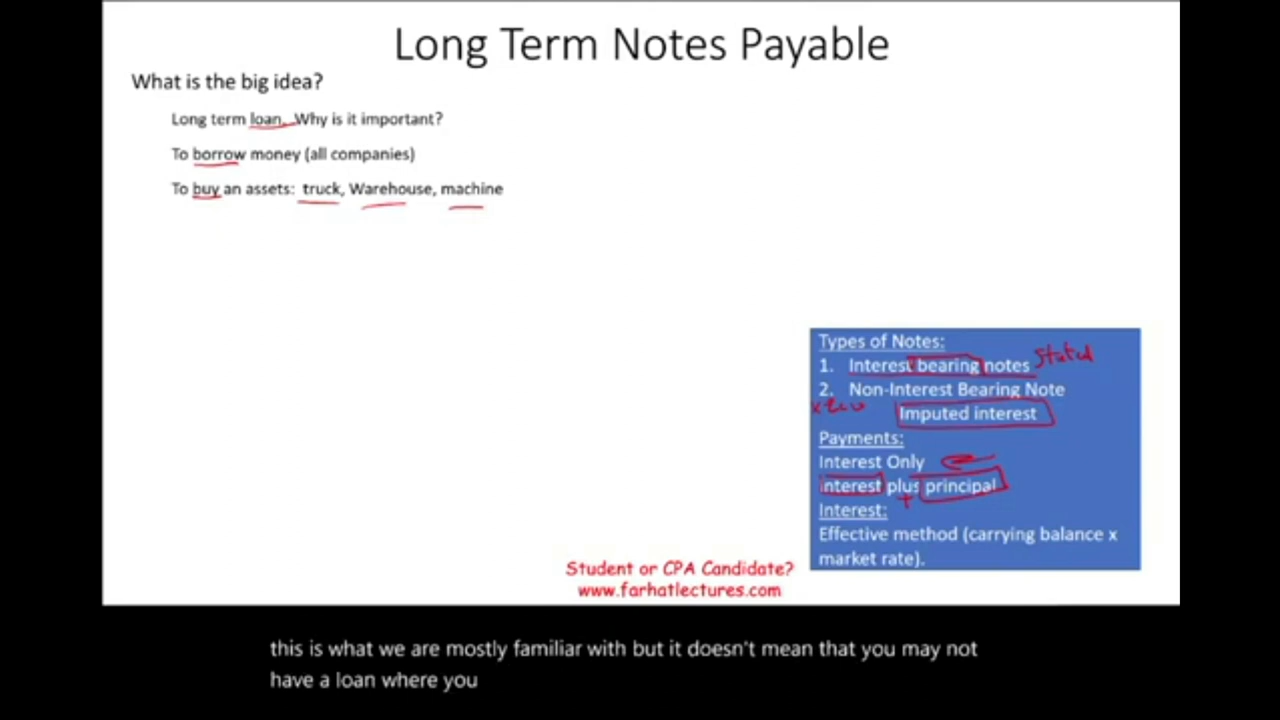 Long Term Notes Payable
What is the big idea?
Long term loan. Why is it important?
To borrow money (all companies)
To buy an assets: truck, Warehouse, machine
Types of Notes:
1. Interest bearing notes stated
2. Non-Interest Bearing Note
Imputed interest
Payments:
Interest Only
Interest plus principal
+
Interest:
Effective method (carrying balance x
market rate).
Student or CPA Candidate?
www.farhatlectures.com
this is what we are mostly familiar with but it doesn't mean that you may not
have a loan where you